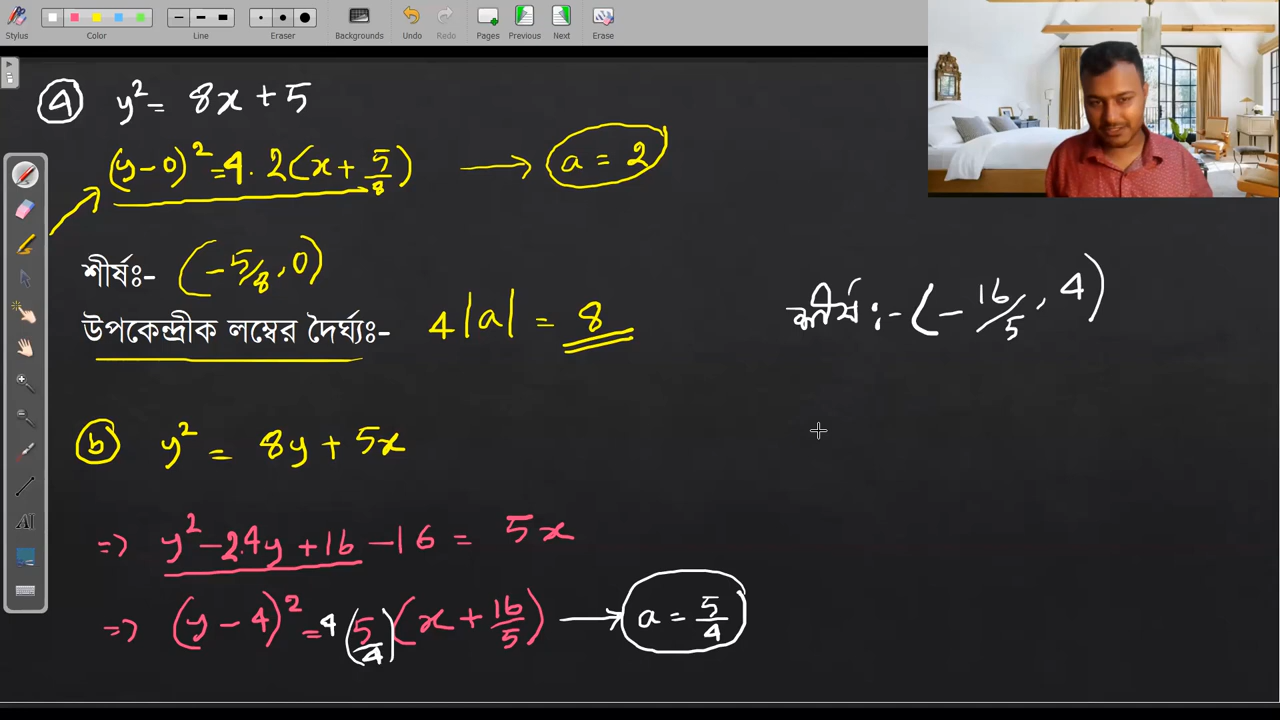 Stylus Color Line Eraser Backgrounds Undo Redo Pages Previous Next Erase
ⓐ y² = 8x + 5
(y-0)² = 4. 2(x + 5/8) → a = 2
শীর্ষঃ- (-5/8, 0)
উপকেন্দ্রীক লম্বের দৈর্ঘ্যঃ- 4|a| = 8
শীর্ষঃ- (-16/5, 4)
ⓑ y² = 8y + 5x
=> y² - 2.4y + 16 - 16 = 5x
=> (y - 4)² = 4(5/4)(x + 16/5) → a = 5/4